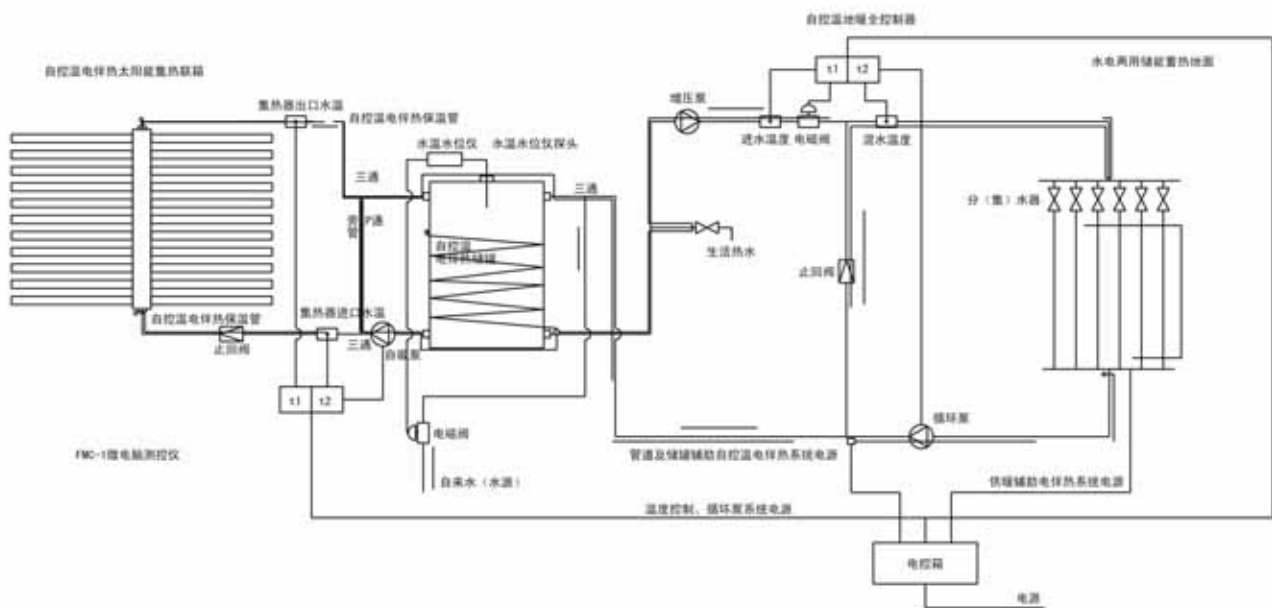 自控温地暖全控制器
自控温电伴热太阳能集热联箱
水电两用储能蓄热地面
t1
t2
集热器出口水温
自控温电伴热保温管
增压泵
水温水位仪
水温水位仪探头
进水温度
电磁阀
混水温度
三通
三通
分（集）水器
旁通管
自控温
电伴热储罐
生活热水
止回阀
自控温电伴热保温管
集热器进口水温
止回阀
三通
自吸泵
t1
t2
循环泵
电磁阀
FMC-1微电脑测控仪
管道及储罐辅助自控温电伴热系统电源
自来水（水源）
供暖辅助电伴热系统电源
温度控制、循环泵系统电源
电控箱
电源